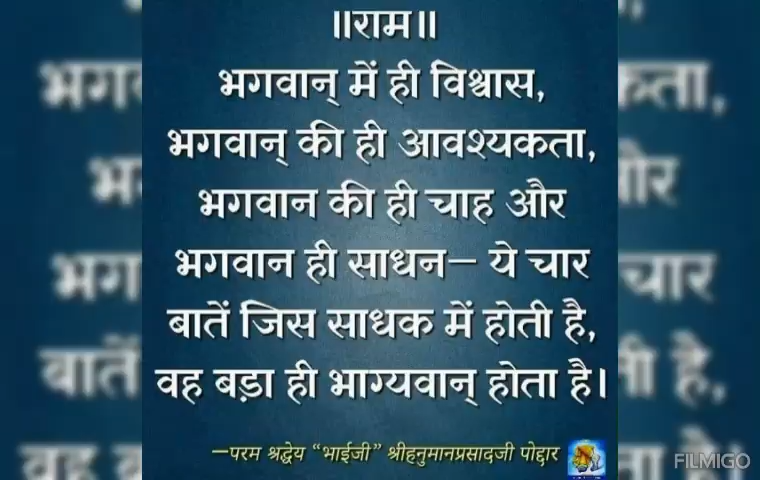 ॥राम॥
भगवान् में ही विश्वास,
भगवान् की ही आवश्यकता,
भगवान की ही चाह और
भगवान ही साधन— ये चार
बातें जिस साधक में होती है,
वह बड़ा ही भाग्यवान् होता है।
—परम श्रद्धेय “भाईजी” श्रीहनुमानप्रसादजी पोद्दार
FILMIGO